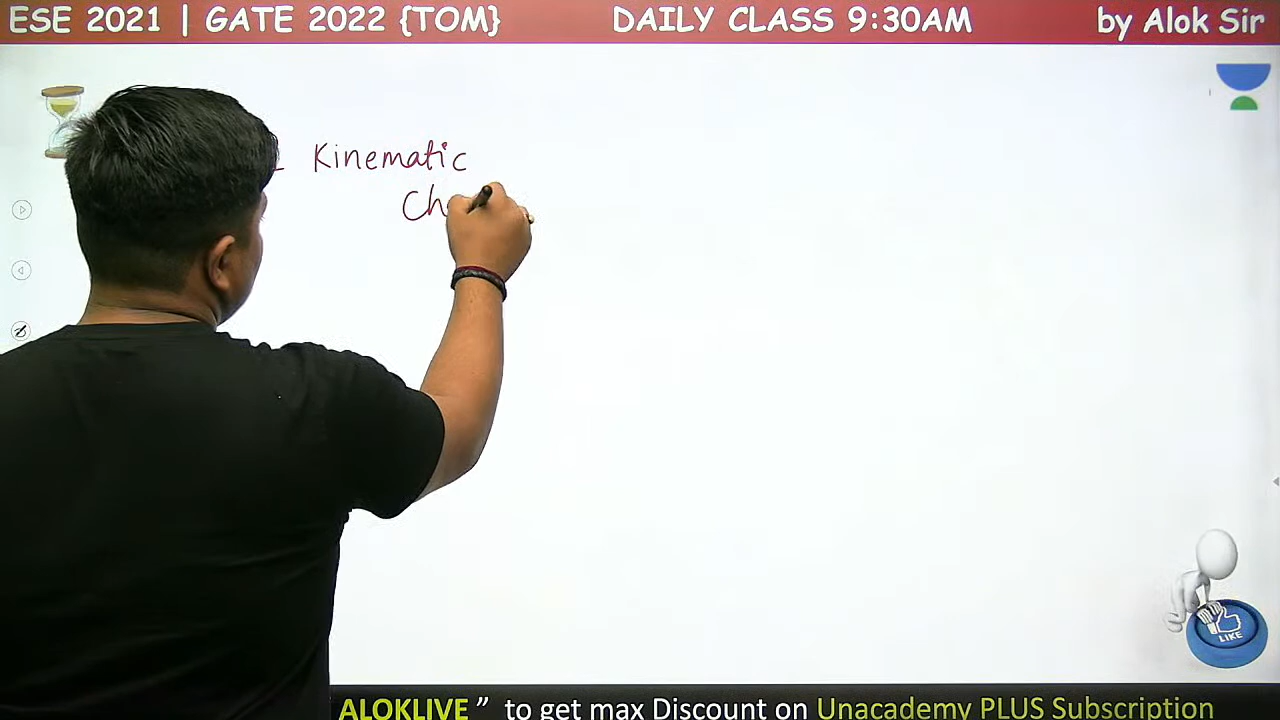 ESE 2021 | GATE 2022 {TOM} DAILY CLASS 9:30AM by Alok Sir
Kinematic
Ch
LIKE
ALOKLIVE ” to get max Discount on Unacademy PLUS Subscription